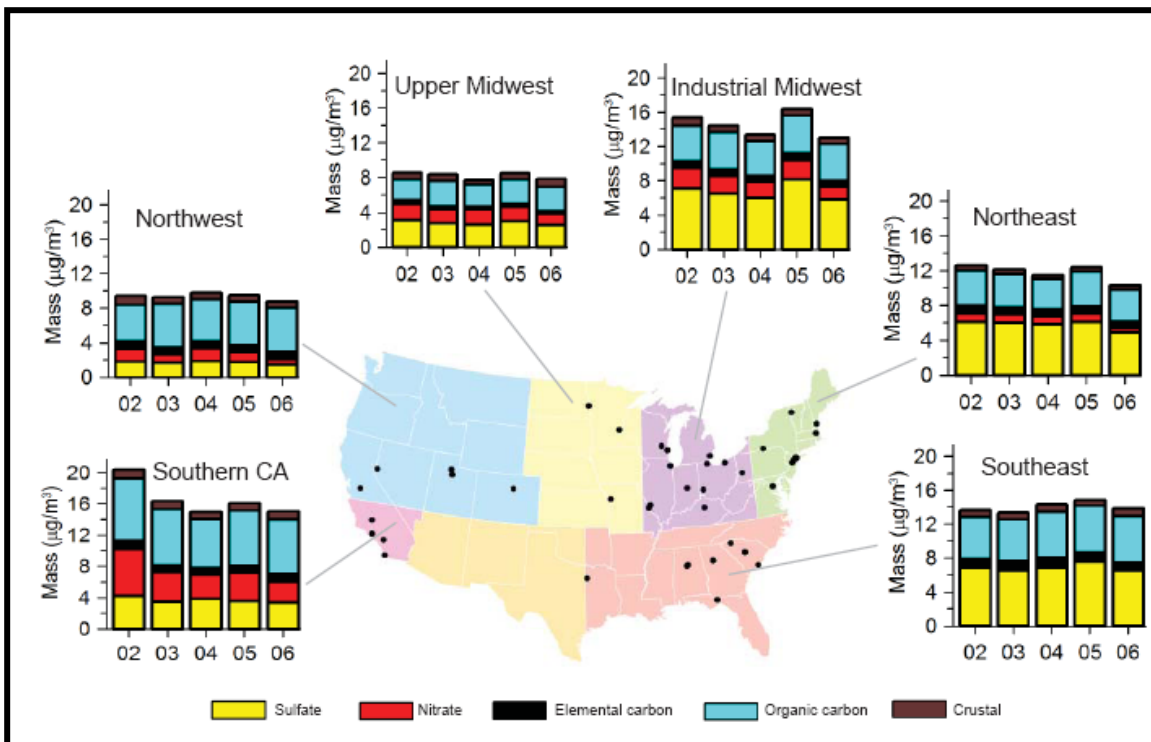 Upper Midwest
20
16
12
8
4
0
Mass (µg/m³)
02 03 04 05 06
Industrial Midwest
20
16
12
8
4
0
Mass (µg/m³)
02 03 04 05 06
Northwest
20
16
12
8
4
0
Mass (µg/m³)
02 03 04 05 06
Northeast
20
16
12
8
4
0
Mass (µg/m³)
02 03 04 05 06
Southern CA
20
16
12
8
4
0
Mass (µg/m³)
02 03 04 05 06
Southeast
20
16
12
8
4
0
Mass (µg/m³)
02 03 04 05 06
Sulfate Nitrate Elemental carbon Organic carbon Crustal